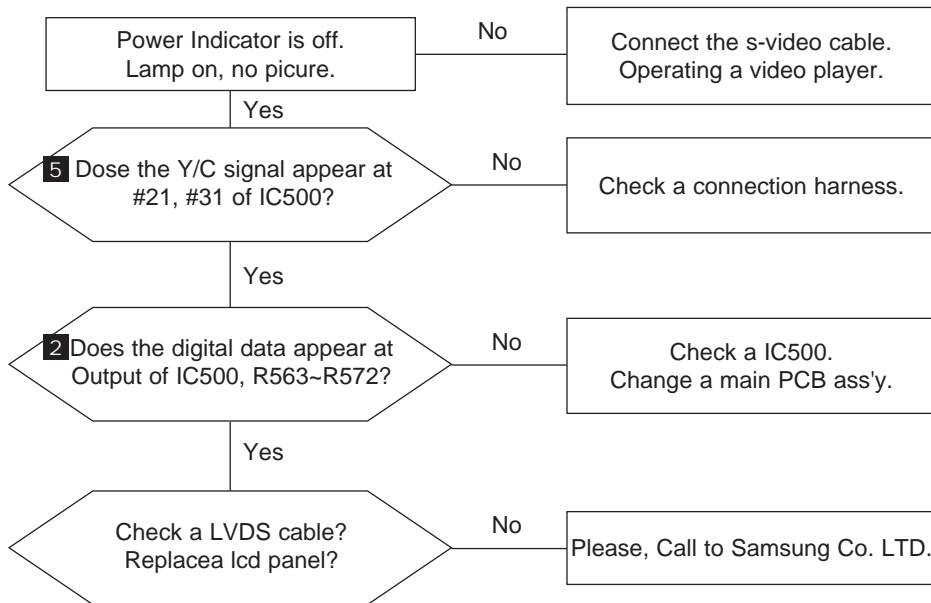 Power Indicator is off.
Lamp on, no picure.
No
Connect the s-video cable.
Operating a video player.
Yes
5 Dose the Y/C signal appear at
#21, #31 of IC500?
No
Check a connection harness.
Yes
2 Does the digital data appear at
Output of IC500, R563~R572?
No
Check a IC500.
Change a main PCB ass'y.
Yes
Check a LVDS cable?
Replacea lcd panel?
No
Please, Call to Samsung Co. LTD.